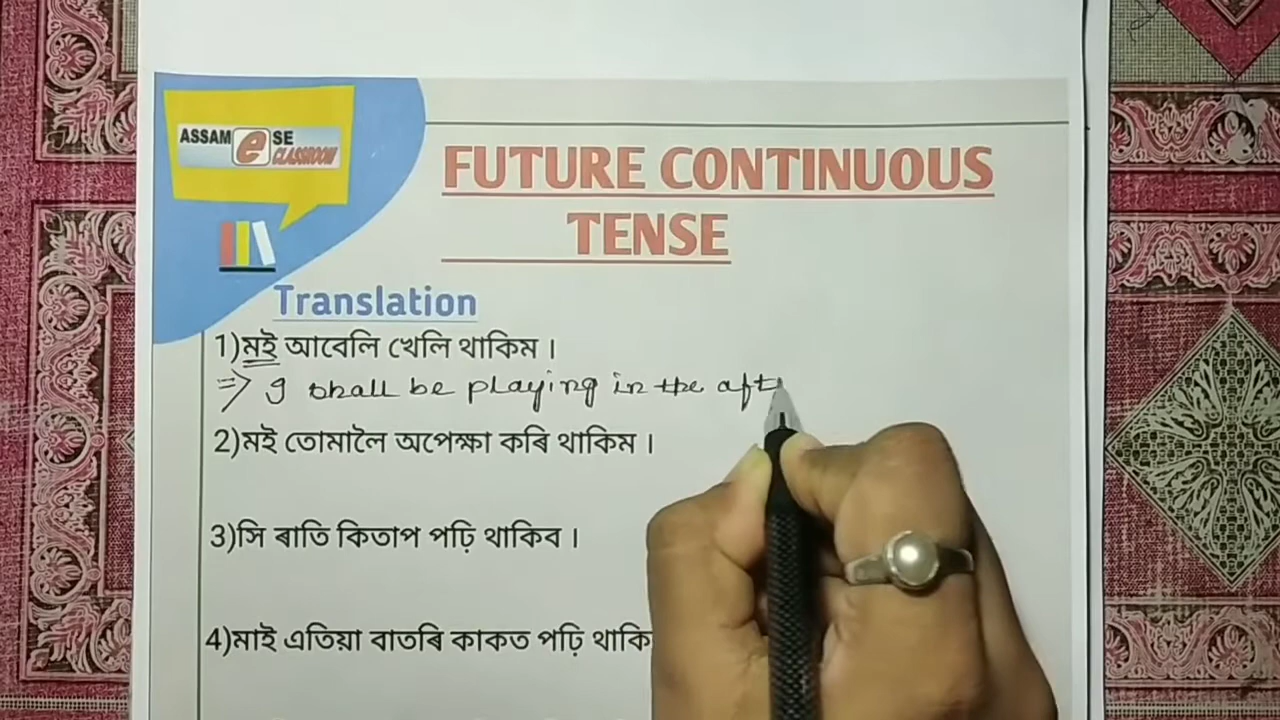 ASSAMeSE
CLASSROOM
FUTURE CONTINUOUS
TENSE
Translation
1)মই আবেলি খেলি থাকিম ।
=> I shall be playing in the aft
2)মই তোমালৈ অপেক্ষা কৰি থাকিম ।
3)সি ৰাতি কিতাপ পঢ়ি থাকিব ।
4)মাই এতিয়া বাতৰি কাকত পঢ়ি থাকি